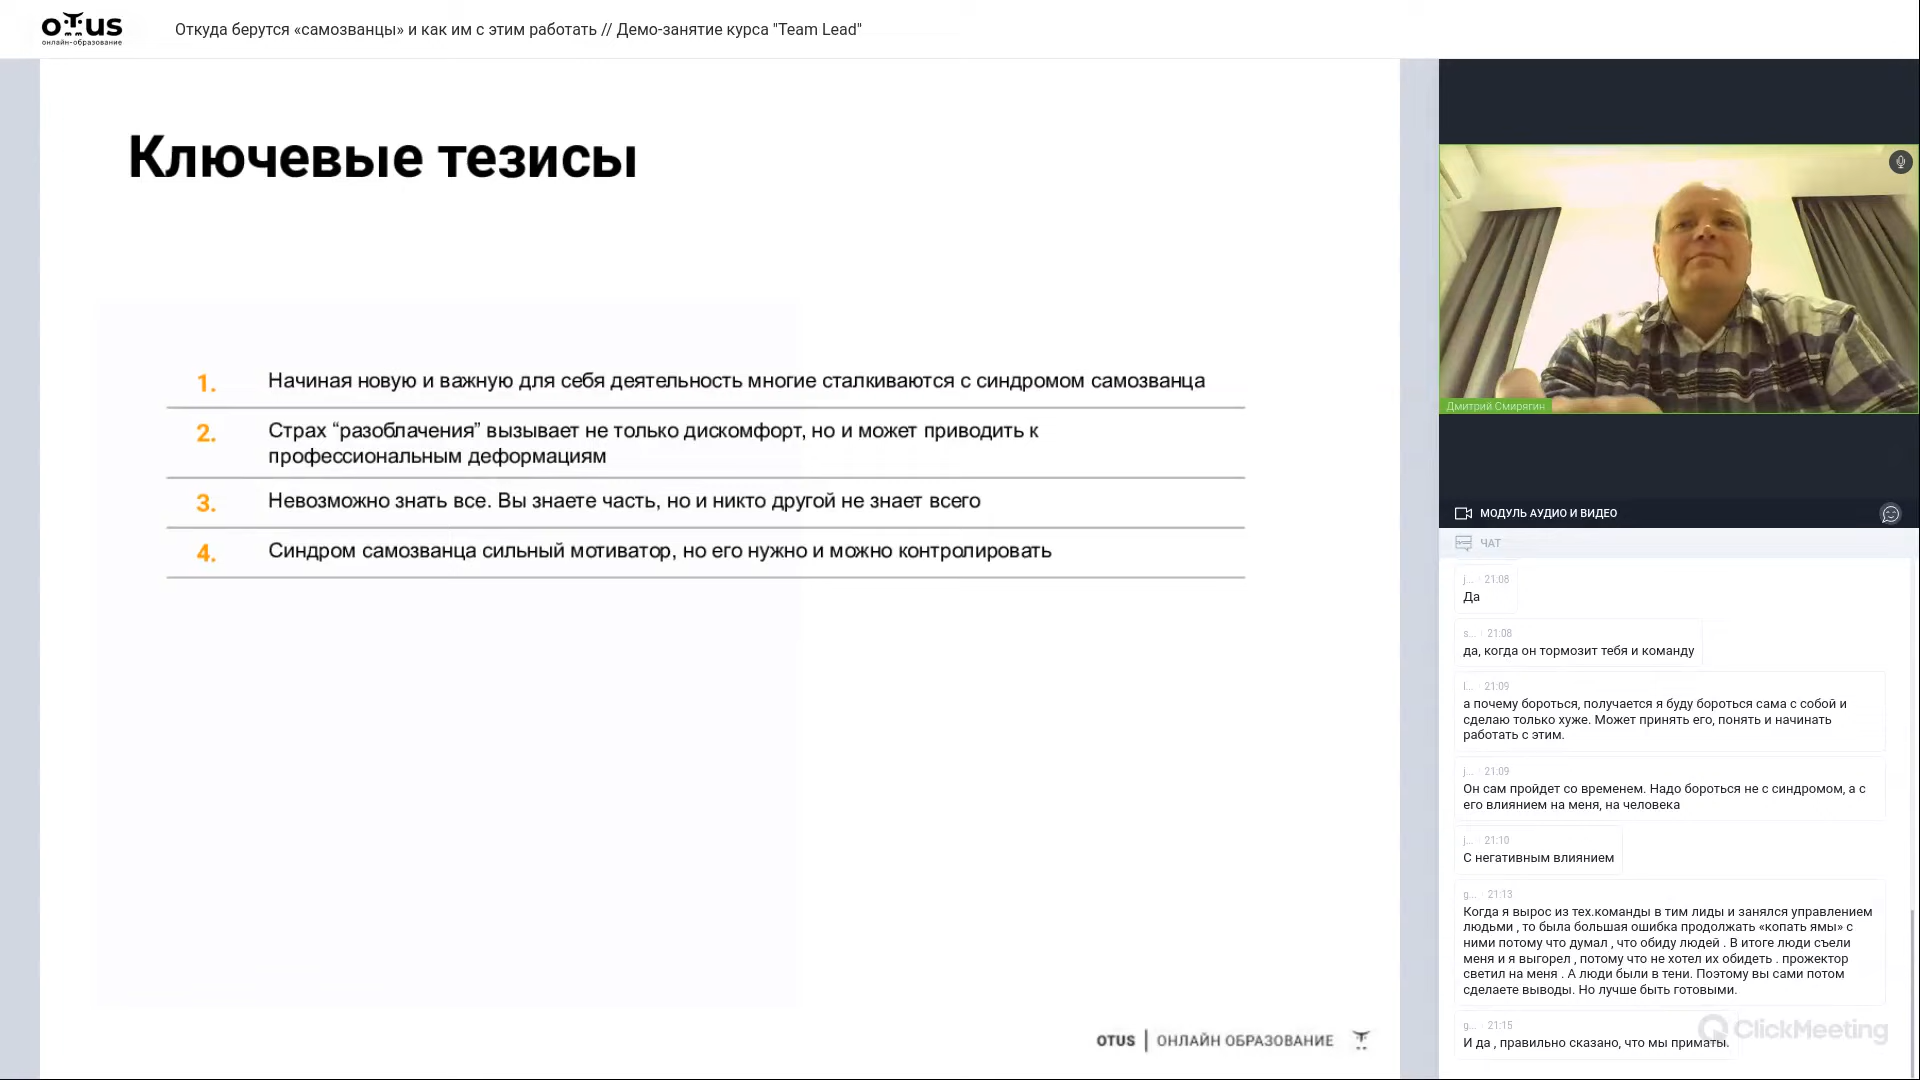 OTUS
онлайн-образование
Откуда берутся «самозванцы» и как им с этим работать // Демо-занятие курса "Team Lead"
Ключевые тезисы
1. Начиная новую и важную для себя деятельность многие сталкиваются с синдромом самозванца
2. Страх “разоблачения” вызывает не только дискомфорт, но и может приводить к
профессиональным деформациям
3. Невозможно знать все. Вы знаете часть, но и никто другой не знает всего
4. Синдром самозванца сильный мотиватор, но его нужно и можно контролировать
OTUS | ОНЛАЙН ОБРАЗОВАНИЕ
Дмитрий Смирягин
МОДУЛЬ АУДИО И ВИДЕО
ЧАТ
j... 21:08
Да
s... 21:08
да, когда он тормозит тебя и команду
l... 21:09
а почему бороться, получается я буду бороться сама с собой и
сделаю только хуже. Может принять его, понять и начинать
работать с этим.
j... 21:09
Он сам пройдет со временем. Надо бороться не с синдромом, а с
его влиянием на меня, на человека
j... 21:10
С негативным влиянием
g... 21:13
Когда я вырос из тех.команды в тим лиды и занялся управлением
людьми , то была большая ошибка продолжать «копать ямы» с
ними потому что думал , что обиду людей . В итоге люди съели
меня и я выгорел , потому что не хотел их обидеть . прожектор
светил на меня . А люди были в тени. Поэтому вы сами потом
сделаете выводы. Но лучше быть готовыми.
g... 21:15
И да , правильно сказано, что мы приматы.
ClickMeeting